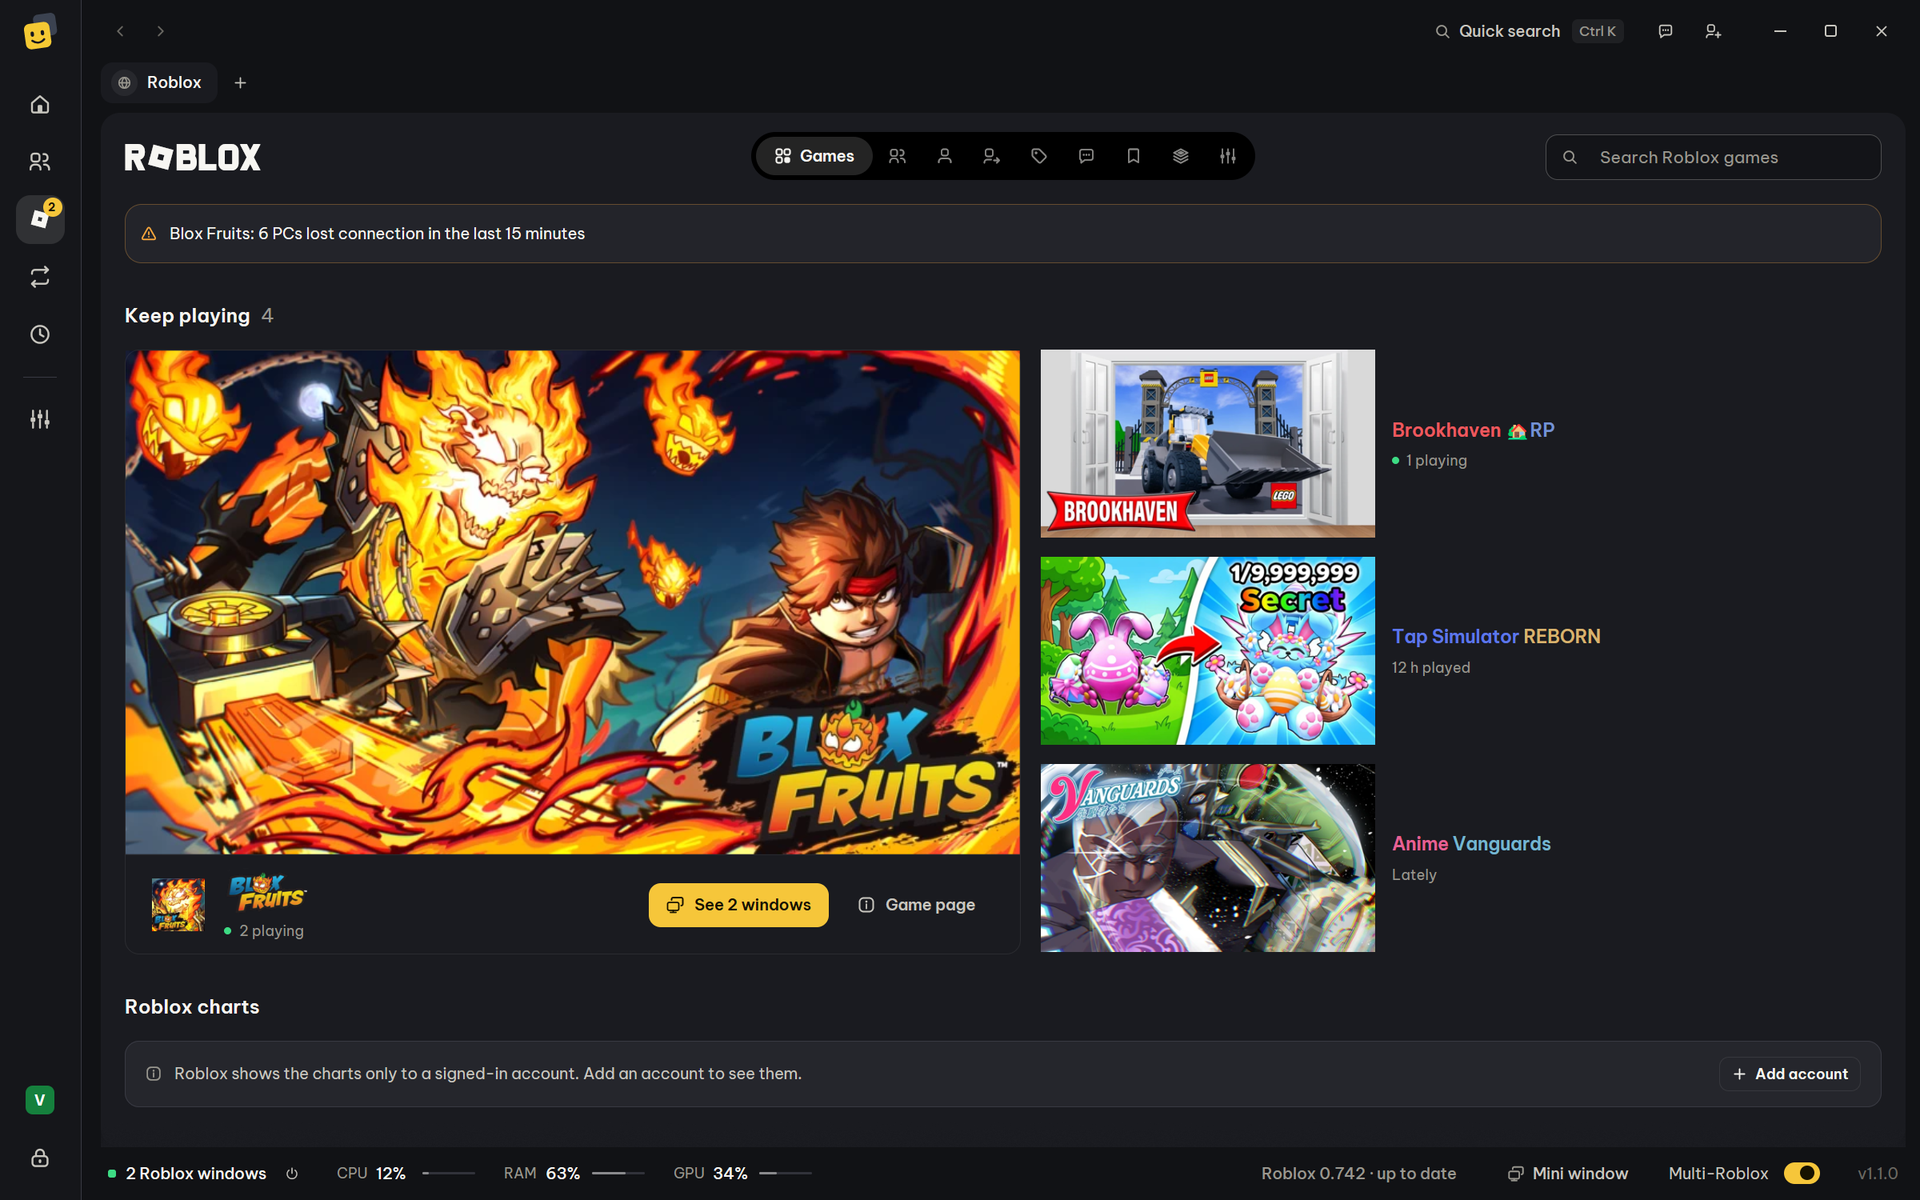 Quick search
Ctrl K
Roblox
ROBLOX
Games
Search Roblox games
Blox Fruits: 6 PCs lost connection in the last 15 minutes
Keep playing 4
BLOX
FRUITS™
BROOKHAVEN
LEGO
Brookhaven 🏠RP
1 playing
1/9,999,999
Secret
Tap Simulator REBORN
12 h played
VANGUARDS
Anime Vanguards
Lately
BLOX
FRUITS
2 playing
See 2 windows
Game page
Roblox charts
Roblox shows the charts only to a signed-in account. Add an account to see them.
Add account
2
V
2 Roblox windows
CPU 12%
RAM 63%
GPU 34%
Roblox 0.742 · up to date
Mini window
Multi-Roblox
v1.1.0